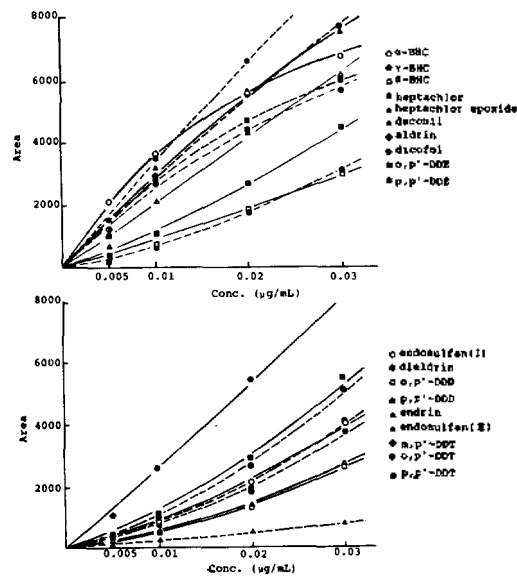 8000
6000
4000
2000
Area
0.005 0.01 0.02 0.03
Conc. (µg/mL)
α-BHC
γ-BHC
heptachlor
heptachlor epoxide
aldrin
dicofol
o,p'-DDE
p,p'-DDE
8000
6000
4000
2000
Area
0.005 0.01 0.02 0.03
Conc. (µg/mL)
endosulfan(I)
dieldrin
o,p'-DDD
p,p'-DDD
endrin
endosulfan(Ⅱ)
m,p'-DDT
o,p'-DDT
p,p'-DDT